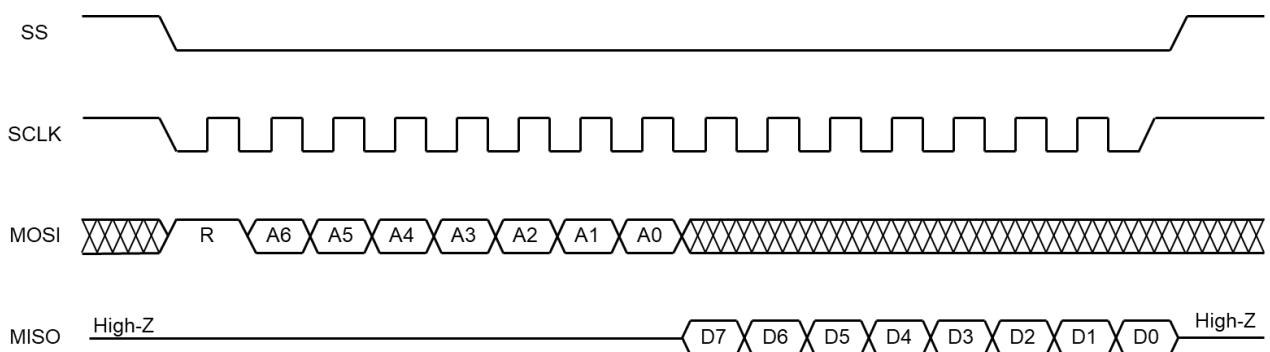 SS
SCLK
MOSI R A6 A5 A4 A3 A2 A1 A0
MISO High-Z D7 D6 D5 D4 D3 D2 D1 D0 High-Z